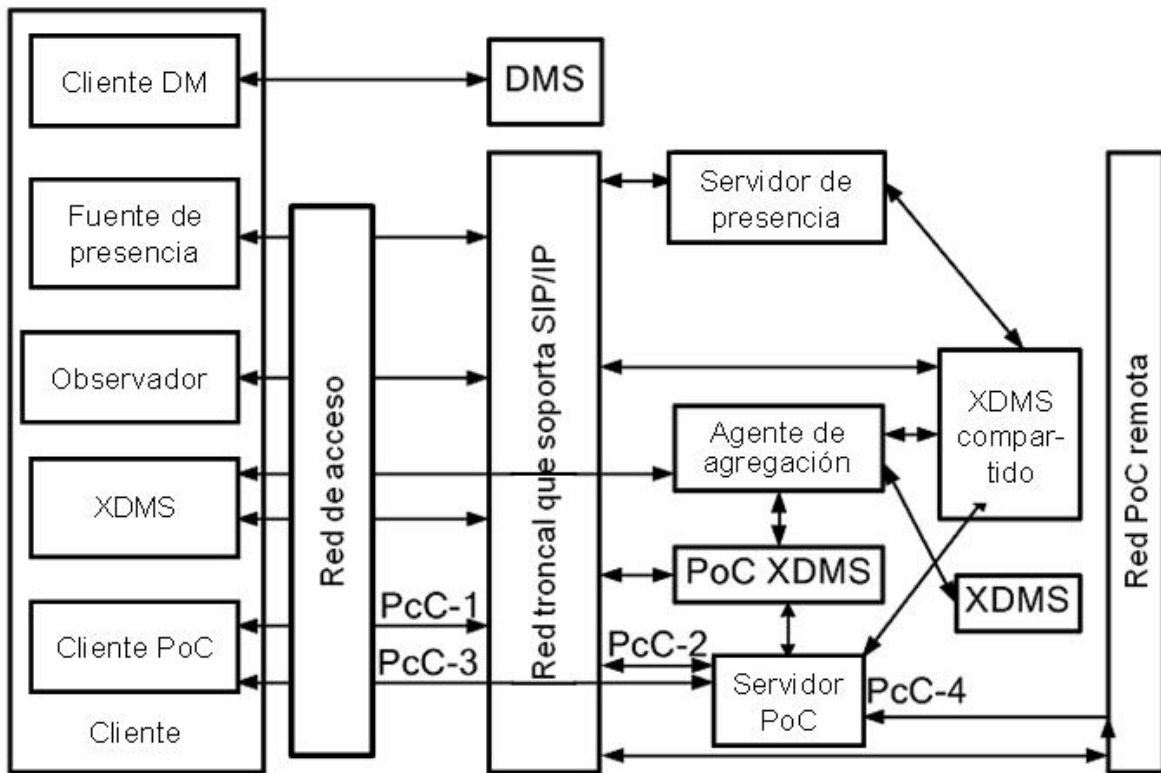 Cliente DM
DMS
Fuente de
presencia
Servidor de
presencia
Observador
XDMS
Cliente PoC
Cliente
Red de acceso
Red troncal que soporta SIP/IP
Agente de
agregación
XDMS
compar-
tido
PoC XDMS
XDMS
Servidor
PoC
PcC-1
PcC-3
PcC-2
PcC-4
Red PoC remota